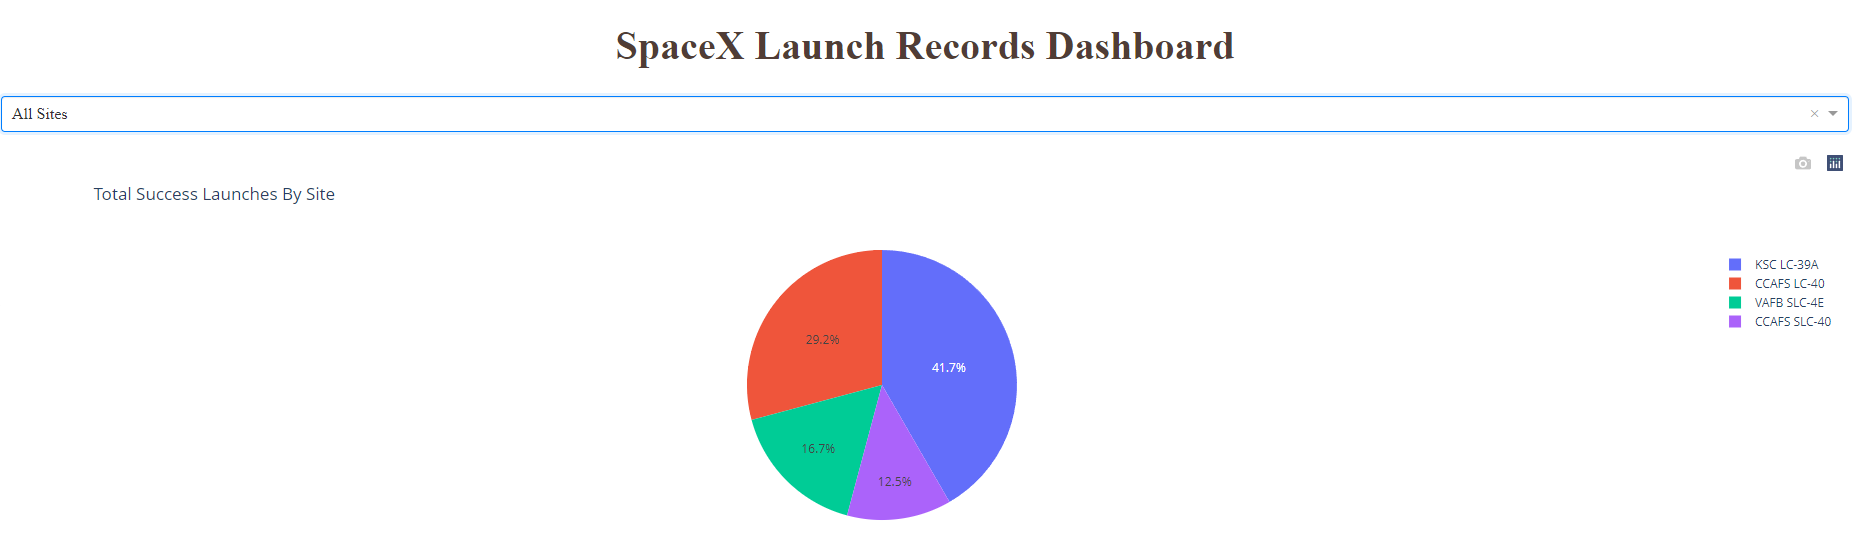 SpaceX Launch Records Dashboard
All Sites
Total Success Launches By Site
KSC LC-39A
CCAFS LC-40
VAFB SLC-4E
CCAFS SLC-40
29.2%
41.7%
16.7%
12.5%